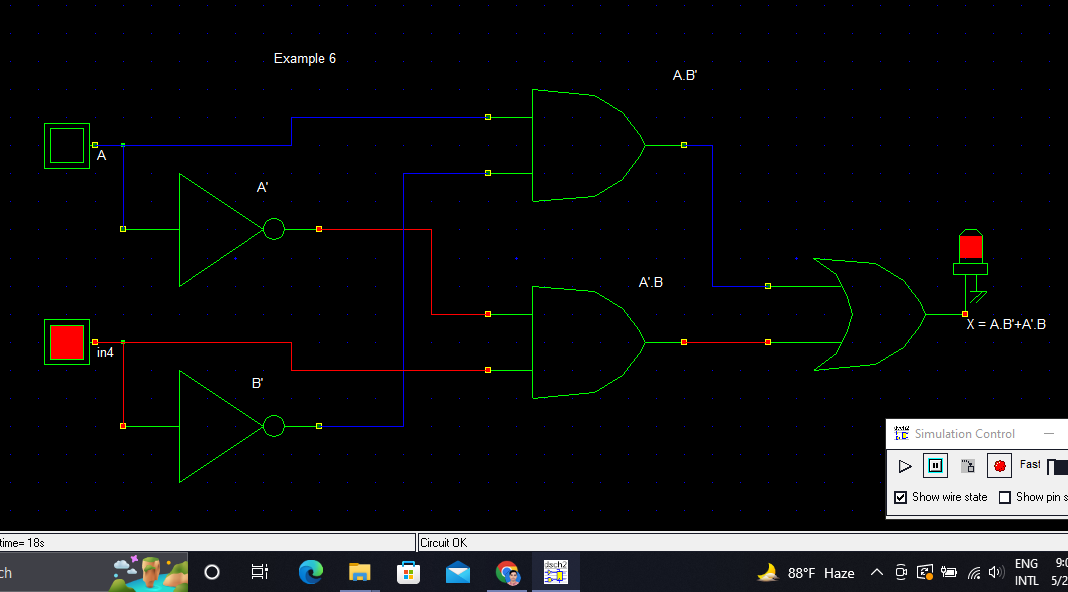 Example 6
A.B'
A
A'
A'.B
X = A.B'+A'.B
in4
B'
Simulation Control
Fast
Show wire state
Show pin s
time= 18s
Circuit OK
ch
dsch2
88°F Haze
ENG
INTL
9:0
5/2